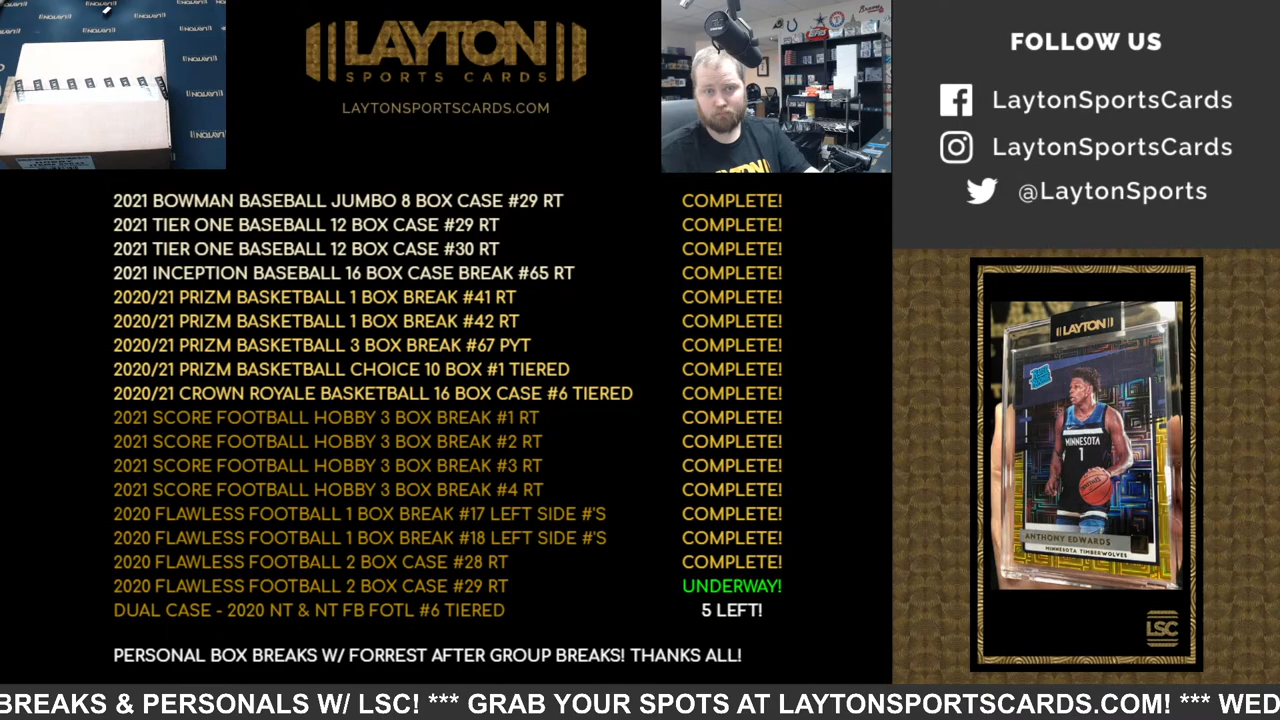 LAYTON
SPORTS CARDS
LAYTONSPORTSCARDS.COM
2021 BOWMAN BASEBALL JUMBO 8 BOX CASE #29 RT COMPLETE!
2021 TIER ONE BASEBALL 12 BOX CASE #29 RT COMPLETE!
2021 TIER ONE BASEBALL 12 BOX CASE #30 RT COMPLETE!
2021 INCEPTION BASEBALL 16 BOX CASE BREAK #65 RT COMPLETE!
2020/21 PRIZM BASKETBALL 1 BOX BREAK #41 RT COMPLETE!
2020/21 PRIZM BASKETBALL 1 BOX BREAK #42 RT COMPLETE!
2020/21 PRIZM BASKETBALL 3 BOX BREAK #67 PYT COMPLETE!
2020/21 PRIZM BASKETBALL CHOICE 10 BOX #1 TIERED COMPLETE!
2020/21 CROWN ROYALE BASKETBALL 16 BOX CASE #6 TIERED COMPLETE!
2021 SCORE FOOTBALL HOBBY 3 BOX BREAK #1 RT COMPLETE!
2021 SCORE FOOTBALL HOBBY 3 BOX BREAK #2 RT COMPLETE!
2021 SCORE FOOTBALL HOBBY 3 BOX BREAK #3 RT COMPLETE!
2021 SCORE FOOTBALL HOBBY 3 BOX BREAK #4 RT COMPLETE!
2020 FLAWLESS FOOTBALL 1 BOX BREAK #17 LEFT SIDE #'S COMPLETE!
2020 FLAWLESS FOOTBALL 1 BOX BREAK #18 LEFT SIDE #'S COMPLETE!
2020 FLAWLESS FOOTBALL 2 BOX CASE #28 RT COMPLETE!
2020 FLAWLESS FOOTBALL 2 BOX CASE #29 RT UNDERWAY!
DUAL CASE - 2020 NT & NT FB FOTL #6 TIERED 5 LEFT!
PERSONAL BOX BREAKS W/ FORREST AFTER GROUP BREAKS! THANKS ALL!
FOLLOW US
LaytonSportsCards
LaytonSportsCards
@LaytonSports
LAYTON
MINNESOTA
1
ANTHONY EDWARDS
MINNESOTA TIMBERWOLVES
LSC
BREAKS & PERSONALS W/ LSC! *** GRAB YOUR SPOTS AT LAYTONSPORTSCARDS.COM! *** WED